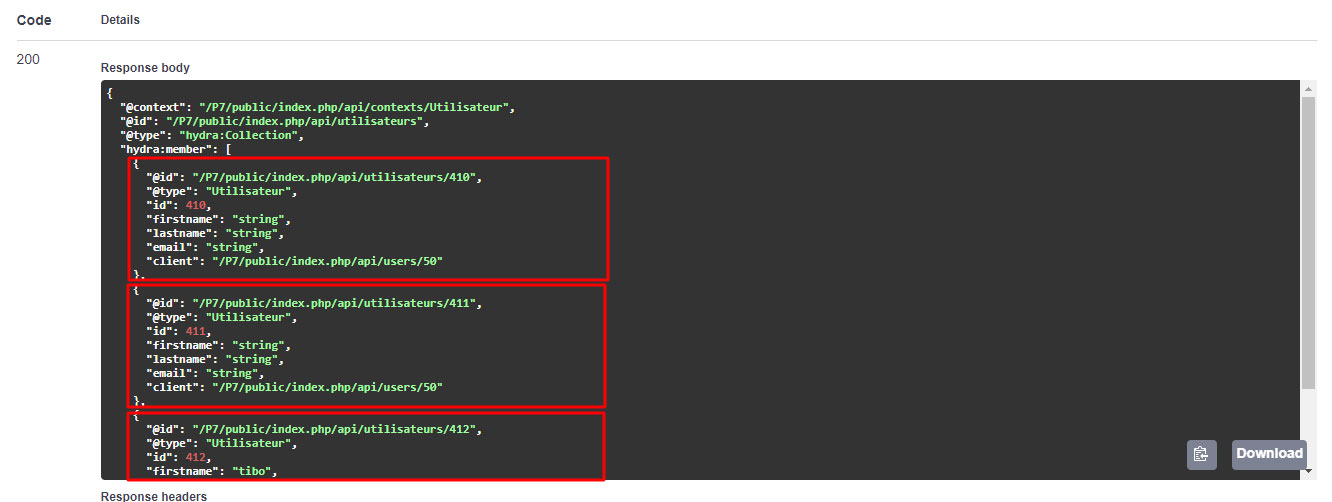 Code Details
200
Response body
{
"@context": "/P7/public/index.php/api/contexts/Utilisateur",
"@id": "/P7/public/index.php/api/utilisateurs",
"@type": "hydra:Collection",
"hydra:member": [
{
"@id": "/P7/public/index.php/api/utilisateurs/410",
"@type": "Utilisateur",
"id": 410,
"firstname": "string",
"lastname": "string",
"email": "string",
"client": "/P7/public/index.php/api/users/50"
},
{
"@id": "/P7/public/index.php/api/utilisateurs/411",
"@type": "Utilisateur",
"id": 411,
"firstname": "string",
"lastname": "string",
"email": "string",
"client": "/P7/public/index.php/api/users/50"
},
{
"@id": "/P7/public/index.php/api/utilisateurs/412",
"@type": "Utilisateur",
"id": 412,
"firstname": "tibo",
Download
Response headers